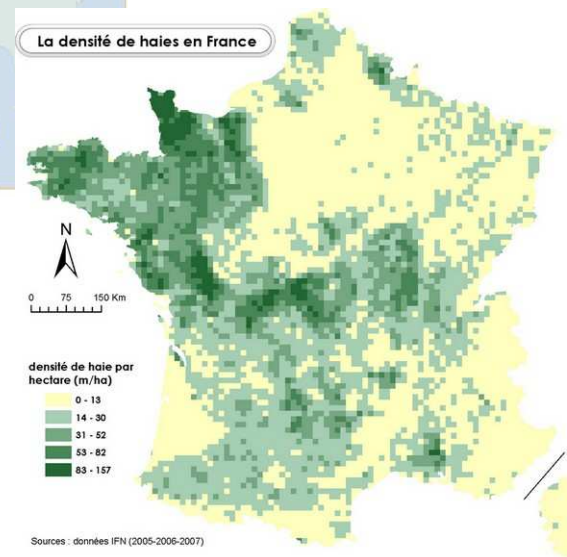 La densité de haies en France
N
0 75 150 Km
densité de haie par
hectare (m/ha)
0 - 13
14 - 30
31 - 52
53 - 82
83 - 157
Sources : données IFN (2005-2006-2007)